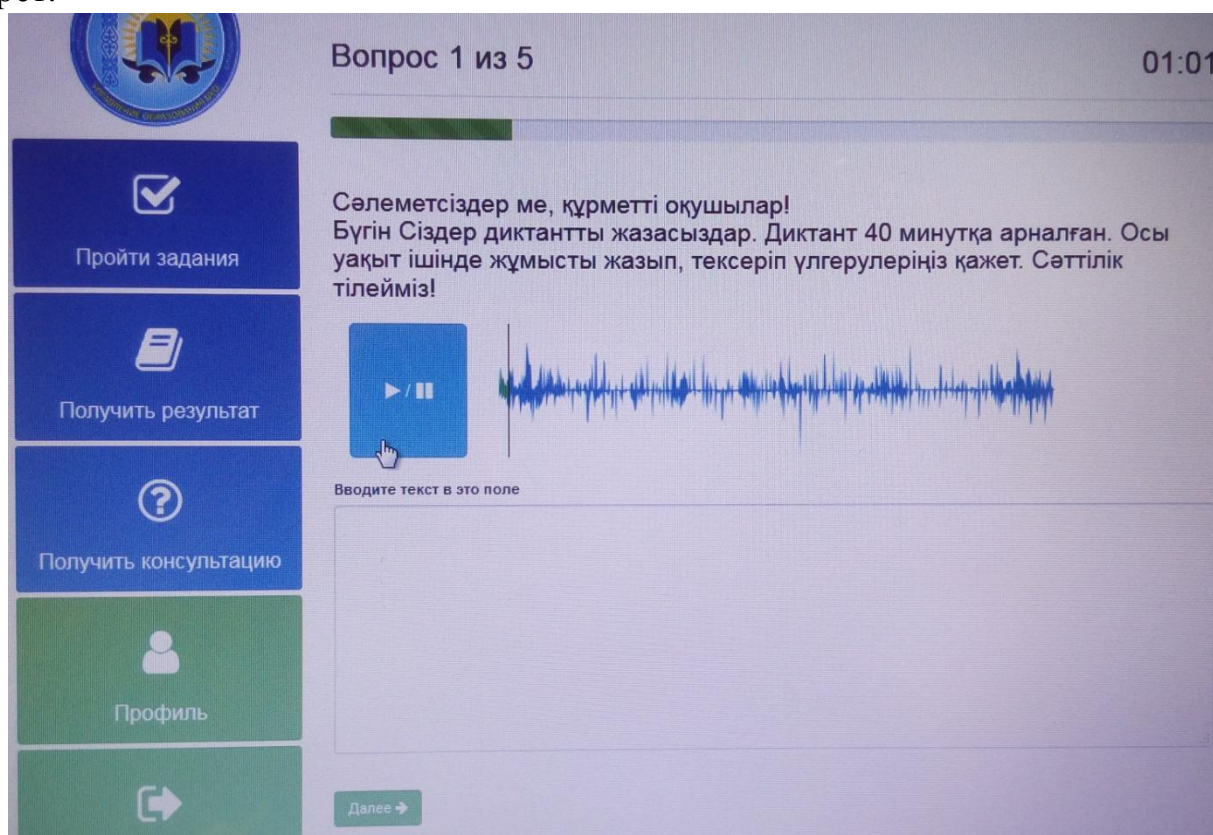 Вопрос 1 из 5
01:01
Сәлеметсіздер ме, құрметті оқушылар!
Бүгін Сіздер диктантты жазасыздар. Диктант 40 минутқа арналған. Осы
уақыт ішінде жұмысты жазып, тексеріп үлгерулеріңіз қажет. Сәттілік
тілейміз!
Пройти задания
Получить результат
Получить консультацию
Профиль
Вводите текст в это поле
Далее